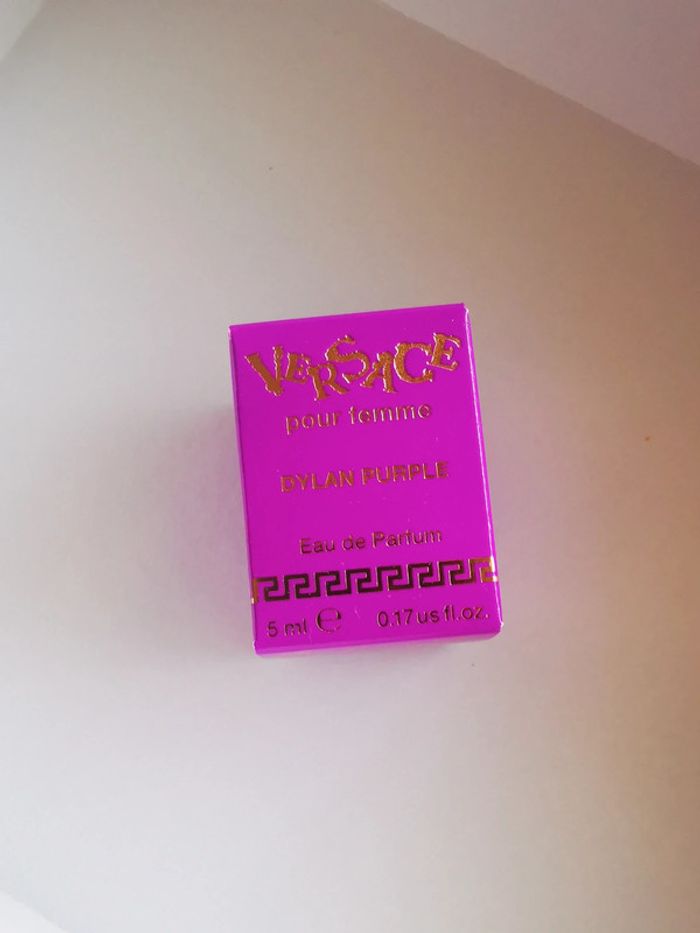 VERSACE
pour femme
DYLAN PURPLE
Eau de Parfum
5 ml ℮ 0.17 us fl.oz.